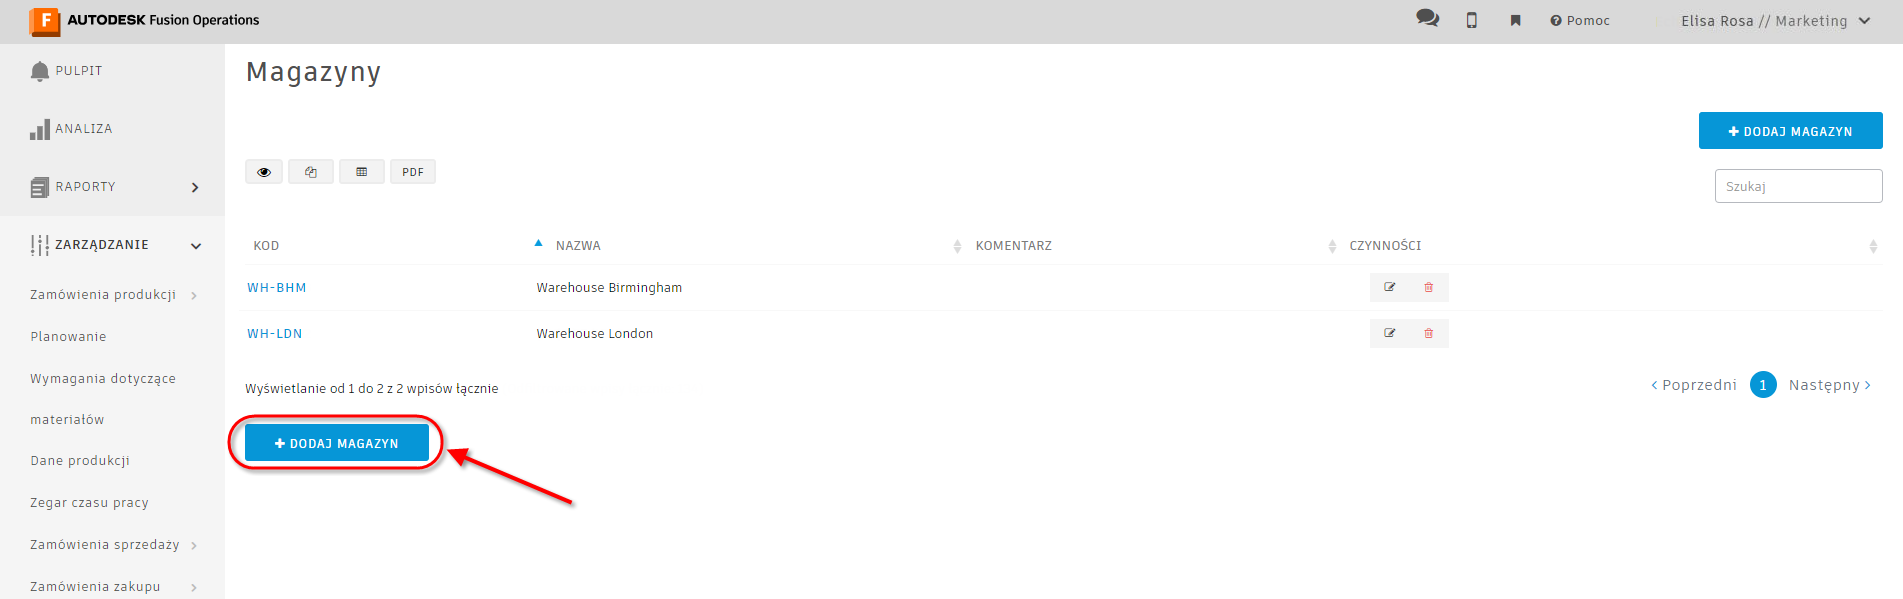 F AUTODESK Fusion Operations
Pomoc
Elisa Rosa // Marketing
PULPIT
ANALIZA
RAPORTY
ZARZĄDZANIE
Zamówienia produkcji
Planowanie
Wymagania dotyczące
materiałów
Dane produkcji
Zegar czasu pracy
Zamówienia sprzedaży
Zamówienia zakupu
Magazyny
+ DODAJ MAGAZYN
PDF
Szukaj
KOD NAZWA KOMENTARZ CZYNNOŚCI
WH-BHM Warehouse Birmingham
WH-LDN Warehouse London
Wyświetlanie od 1 do 2 z 2 wpisów łącznie
< Poprzedni 1 Następny >
+ DODAJ MAGAZYN